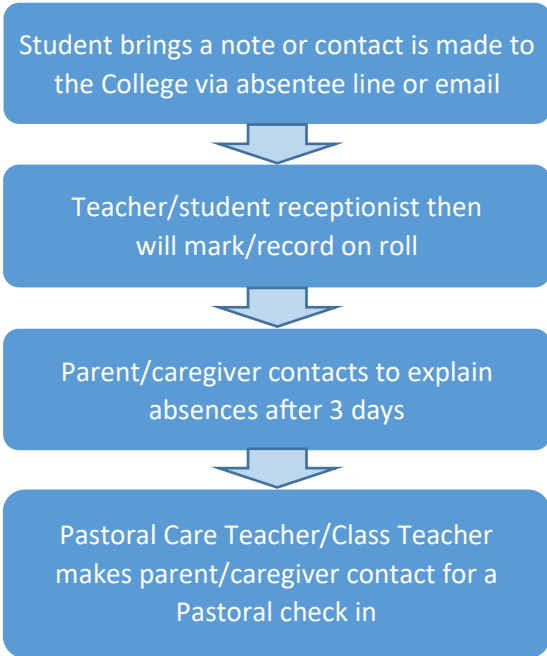 Student brings a note or contact is made to
the College via absentee line or email
Teacher/student receptionist then
will mark/record on roll
Parent/caregiver contacts to explain
absences after 3 days
Pastoral Care Teacher/Class Teacher
makes parent/caregiver contact for a
Pastoral check in